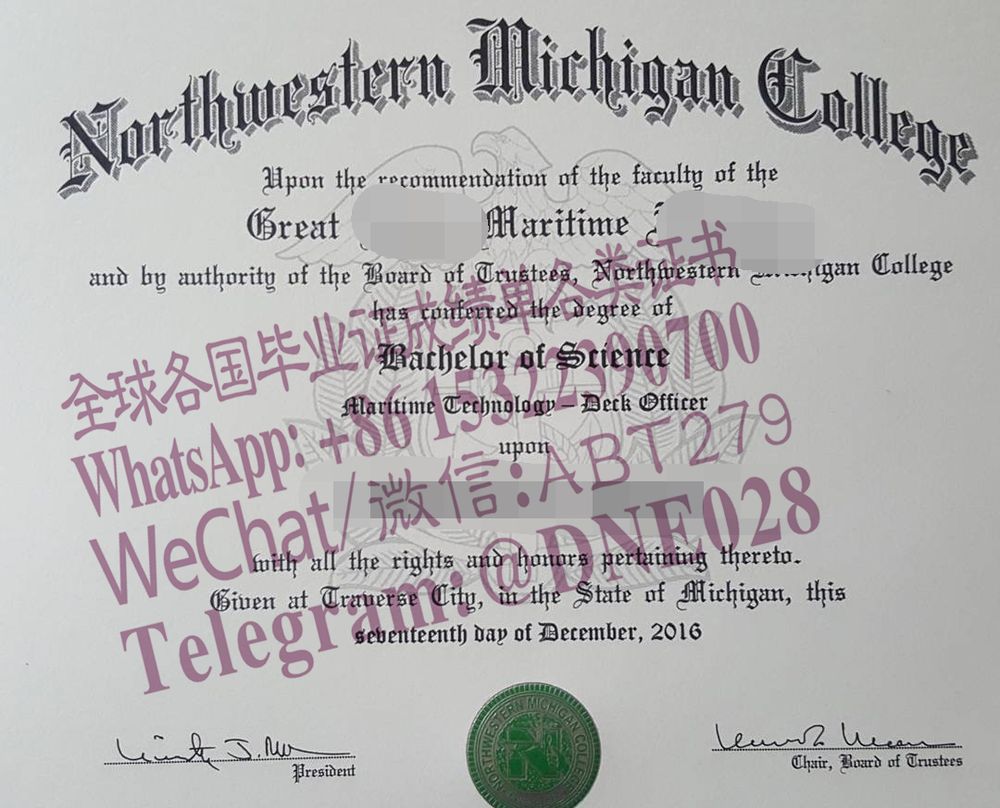 Northwestern Michigan College
Upon the recommendation of the faculty of the
Great Maritime
and by authority of the Board of Trustees, Northwestern Michigan College
has conferred the degree of
Bachelor of Science
Maritime Technology – Deck Officer
upon
with all the rights and honors pertaining thereto.
Given at Traverse City, in the State of Michigan, this
seventeenth day of December, 2016
President
Chair, Board of Trustees
NORTHWESTERN MICHIGAN COLLEGE
N
全球各国毕业证成绩单各类证书
WhatsApp: +86 15322390700
WeChat/微信:ABT279
Telegram: @DNE028